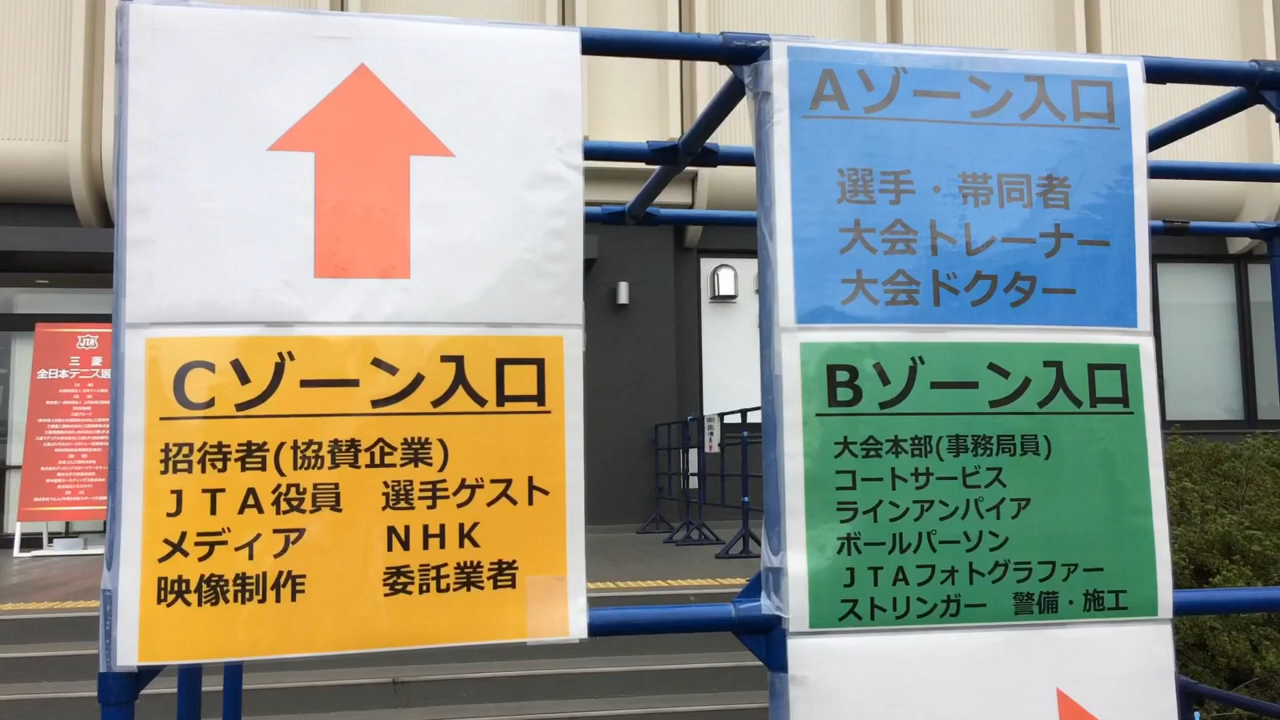 Cゾーン入口
招待者(協賛企業)
JTA役員 選手ゲスト
メディア NHK
映像制作 委託業者
Aゾーン入口
選手・帯同者
大会トレーナー
大会ドクター
Bゾーン入口
大会本部(事務局員)
コートサービス
ラインアンパイア
ボールパーソン
JTAフォトグラファー
ストリンガー 警備・施工
JTA
三菱
全日本テニス選